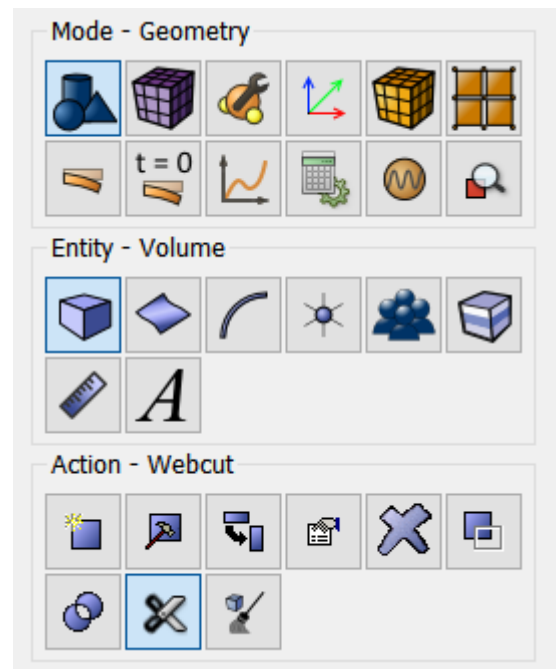 Mode - Geometry
t = 0
Entity - Volume
A
Action - Webcut